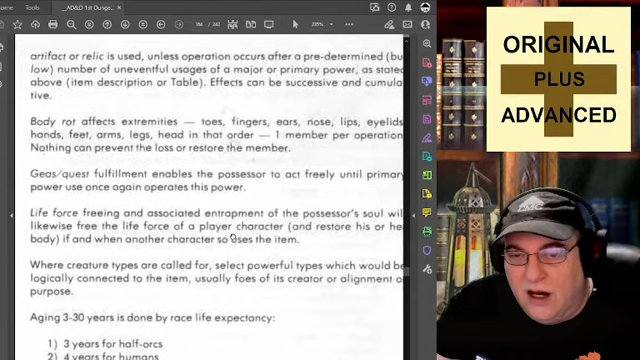 Home
Tools
__AD&D 1st Dunge...
164 / 242
235%
artifact or relic is used, unless operation occurs after a pre-determined (bu
low) number of uneventful usages of a major or primary power, as stated
above (item description or Table). Effects can be successive and cumula
tive.
Body rot affects extremities — toes, fingers, ears, nose, lips, eyelids
hands, feet, arms, legs, head in that order — 1 member per operation
Nothing can prevent the loss or restore the member.
Geas/quest fulfillment enables the possessor to act freely until primary
power use once again operates this power.
Life force freeing and associated entrapment of the possessor's soul wil
likewise free the life force of a player character (and restore his or he
body) if and when another character so uses the item.
Where creature types are called for, select powerful types which would be
logically connected to the item, usually foes of its creator or alignment o
purpose.
Aging 3-30 years is done by race life expectancy:
1) 3 years for half-orcs
2) 4 years for humans
ORIGINAL
PLUS
ADVANCED